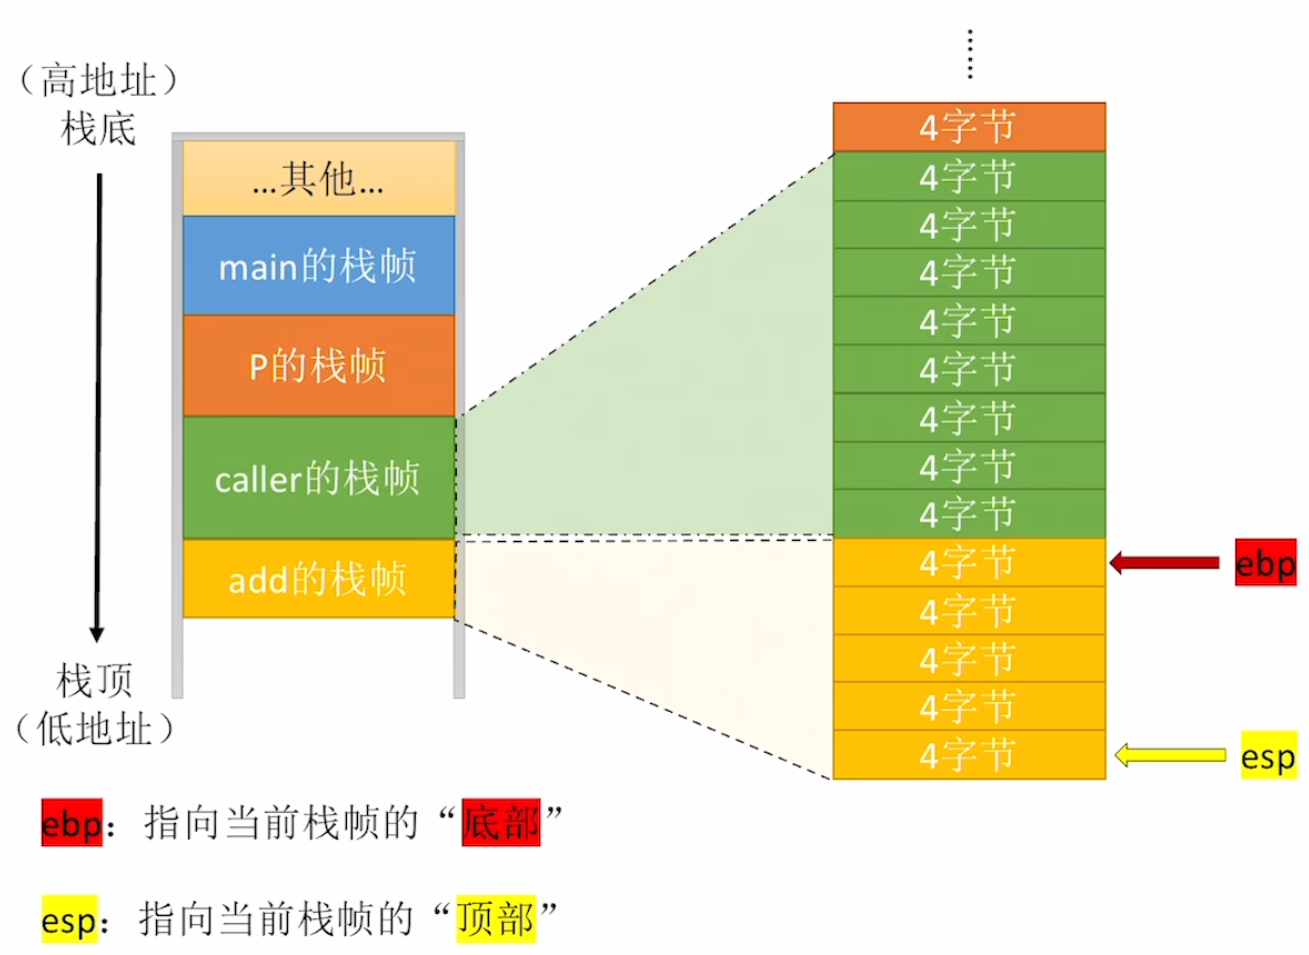 （高地址）
栈底
...其他...
main的栈帧
P的栈帧
caller的栈帧
add的栈帧
栈顶
（低地址）
4字节
4字节
4字节
4字节
4字节
4字节
4字节
4字节
4字节
4字节
4字节
4字节
4字节
4字节
ebp
esp
ebp：指向当前栈帧的“底部”
esp：指向当前栈帧的“顶部”